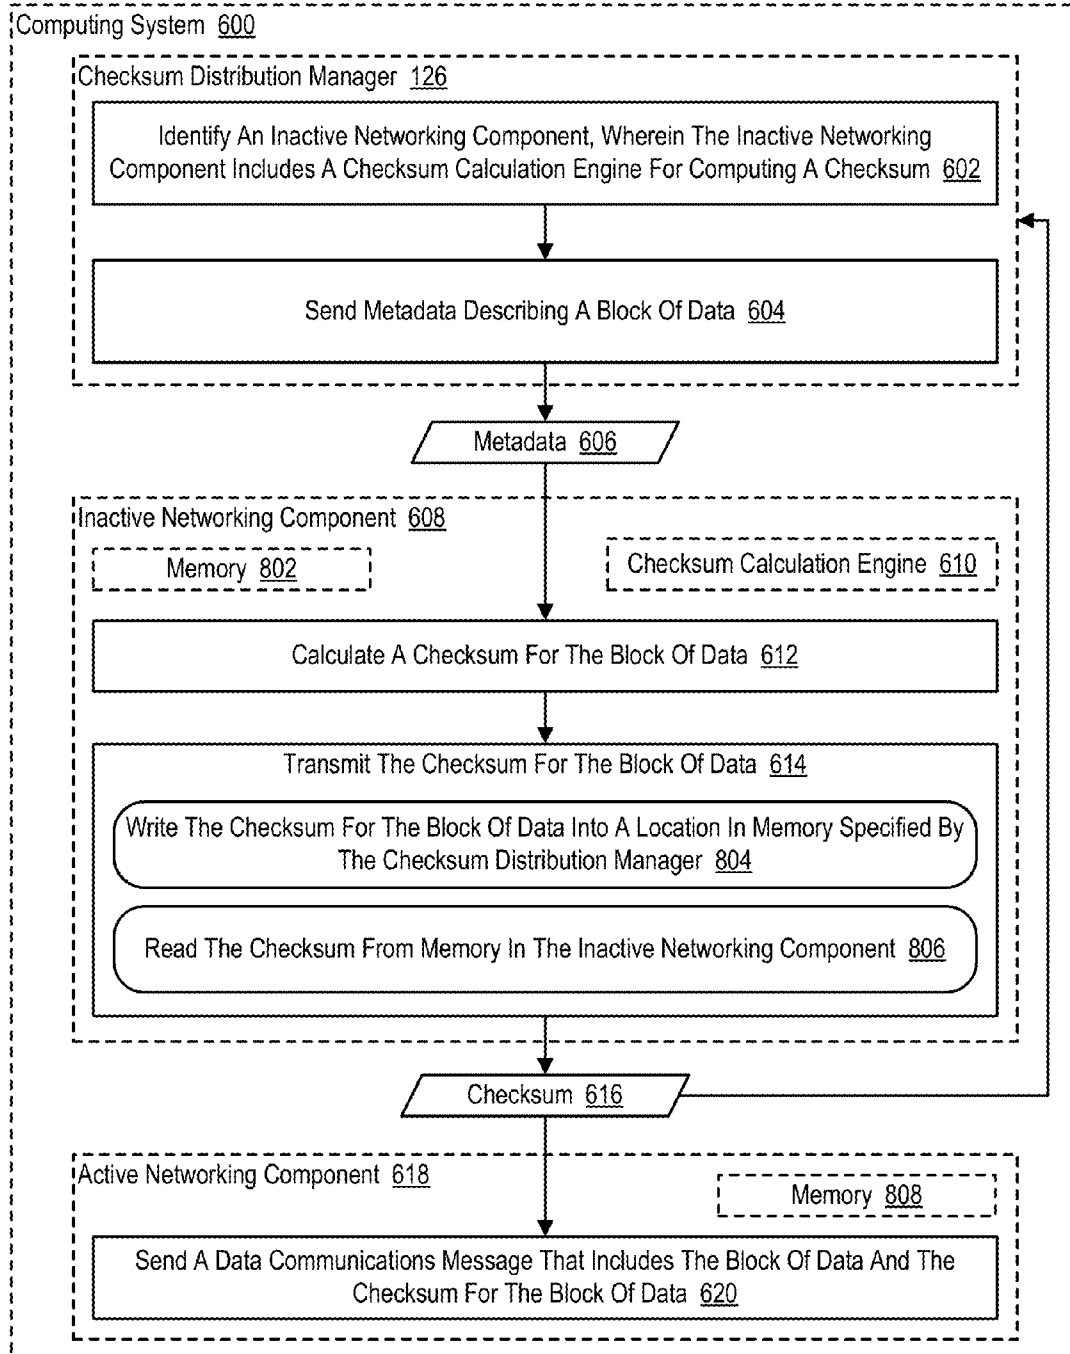 Computing System 600
Checksum Distribution Manager 126
Identify An Inactive Networking Component, Wherein The Inactive Networking
Component Includes A Checksum Calculation Engine For Computing A Checksum 602
Send Metadata Describing A Block Of Data 604
Metadata 606
Inactive Networking Component 608
Memory 802
Checksum Calculation Engine 610
Calculate A Checksum For The Block Of Data 612
Transmit The Checksum For The Block Of Data 614
Write The Checksum For The Block Of Data Into A Location In Memory Specified By
The Checksum Distribution Manager 804
Read The Checksum From Memory In The Inactive Networking Component 806
Checksum 616
Active Networking Component 618
Memory 808
Send A Data Communications Message That Includes The Block Of Data And The
Checksum For The Block Of Data 620